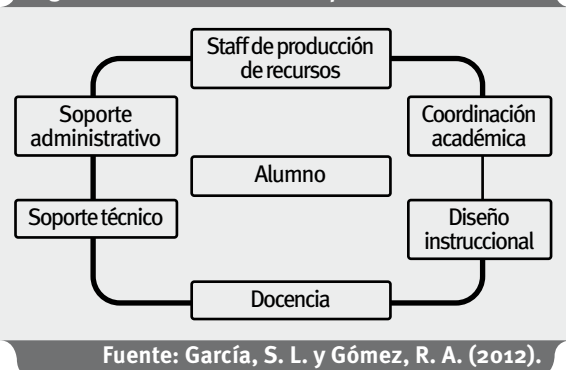 Staff de producción
de recursos
Soporte
administrativo
Coordinación
académica
Alumno
Soporte técnico
Diseño
instruccional
Docencia
Fuente: García, S. L. y Gómez, R. A. (2012).